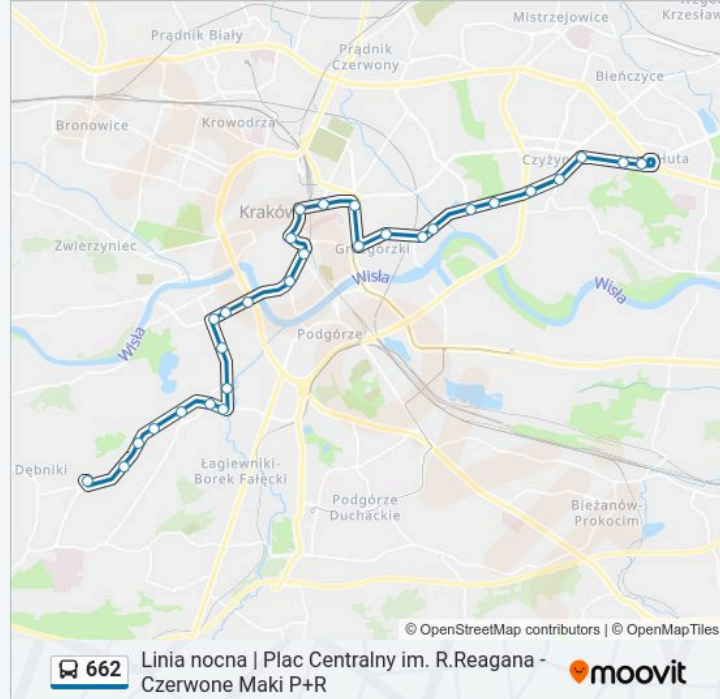 Mistrzejowice
Krzesław
Prądnik Biały
Prądnik
Czerwony
Bieńczyce
Bronowice
Krowodrza
Czyżyn
Huta
Kraków
Zwierzyniec
Grzegórzki
Wisła
Wisła
Podgórze
Wisła
Dębniki
Łagiewniki-
Borek Fałęcki
Podgórze
Duchackie
Bieżanów-
Prokocim
© OpenStreetMap contributors | © OpenMapTiles
662
Linia nocna | Plac Centralny im. R.Reagana -
Czerwone Maki P+R
moovit